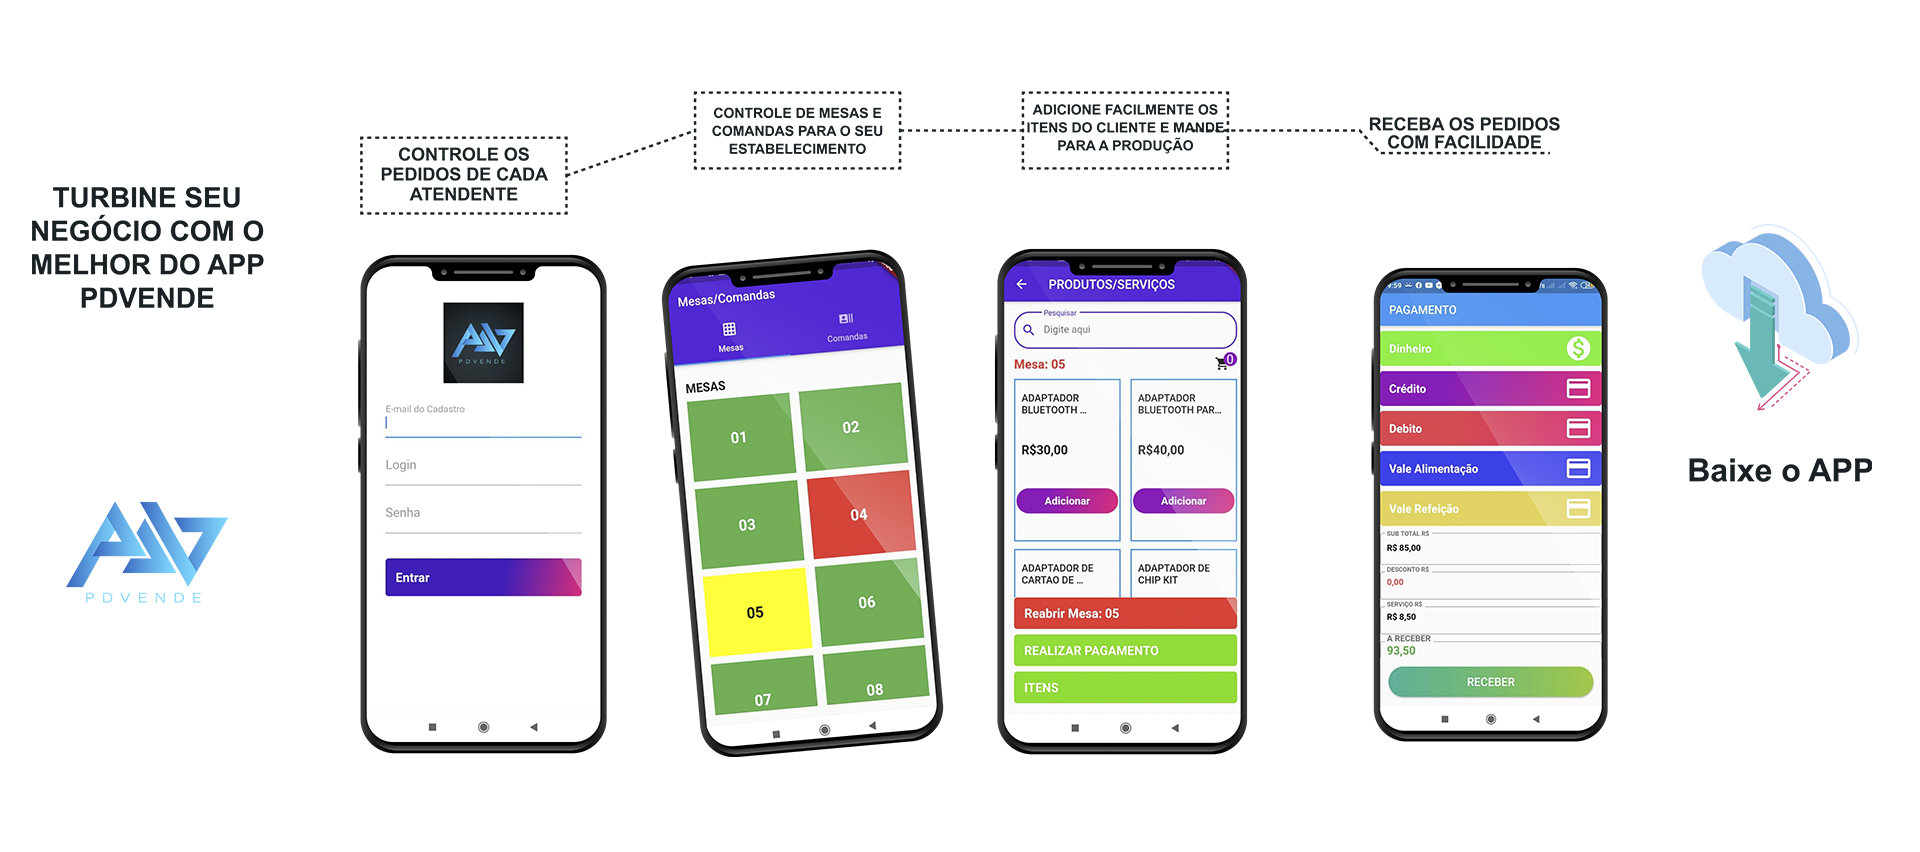 TURBINE SEU
NEGÓCIO COM O
MELHOR DO APP
PDVENDE
PDVENDE
CONTROLE OS
PEDIDOS DE CADA
ATENDENTE
PDVENDE
E-mail do Cadastro
Login
Senha
Entrar
CONTROLE DE MESAS E
COMANDAS PARA O SEU
ESTABELECIMENTO
Mesas/Comandas
Mesas
Comandas
MESAS
01
02
03
04
05
06
07
08
ADICIONE FACILMENTE OS
ITENS DO CLIENTE E MANDE
PARA A PRODUÇÃO
PRODUTOS/SERVIÇOS
Pesquisar
Digite aqui
Mesa: 05
0
ADAPTADOR
BLUETOOTH ...
R$30,00
Adicionar
ADAPTADOR
BLUETOOTH PAR...
R$40,00
Adicionar
ADAPTADOR DE
CARTAO DE ...
ADAPTADOR DE
CHIP KIT
Reabrir Mesa: 05
REALIZAR PAGAMENTO
ITENS
RECEBA OS PEDIDOS
COM FACILIDADE
9:59
PAGAMENTO
Dinheiro
Crédito
Debito
Vale Alimentação
Vale Refeição
SUB TOTAL R$
R$ 85,00
DESCONTO R$
0,00
SERVIÇO R$
R$ 8,50
A RECEBER
93,50
RECEBER
Baixe o APP